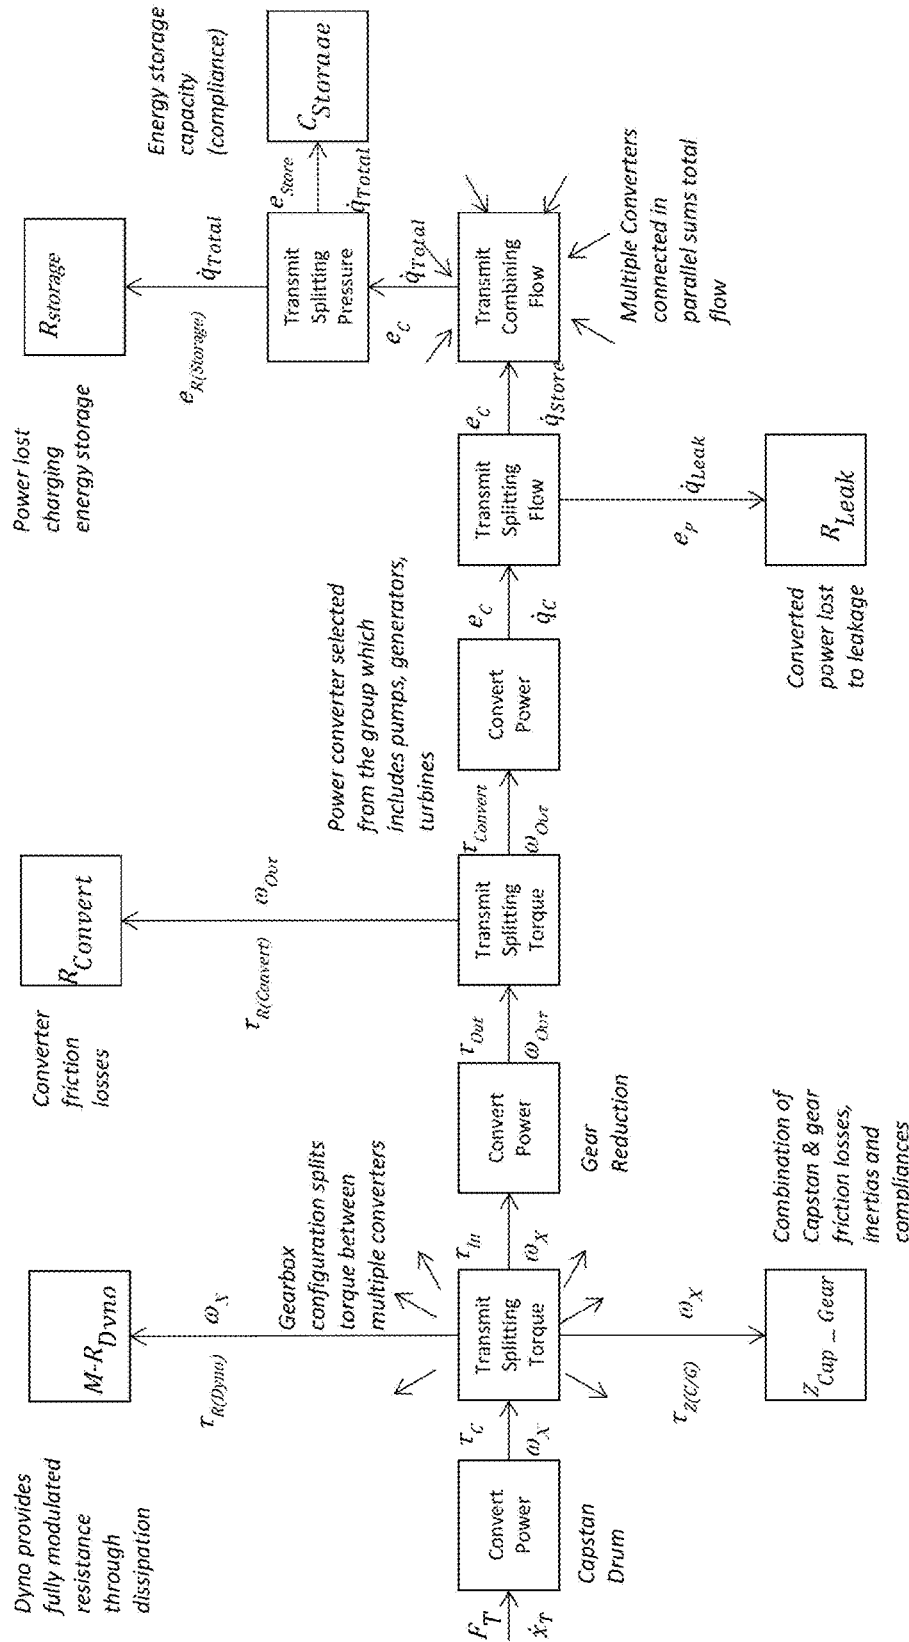 Dyno provides
fully modulated
resistance
through
dissipation
M-R_Dyno
τ_R(Dyno)
ω_X
Gearbox
configuration splits
torque between
multiple converters
F_T
ẋ_T
Convert
Power
Capstan
Drum
τ_C
ω_X
Transmit
Splitting
Torque
τ_Z(C/G)
ω_X
Z_Cap_Gear
Combination of
Capstan & gear
friction losses,
inertias and
compliances
τ_In
ω_X
Convert
Power
Gear
Reduction
τ_Out
ω_Out
Converter
friction
losses
R_Convert
τ_R(Convert)
ω_Out
Transmit
Splitting
Torque
τ_Convert
ω_Out
Power converter selected
from the group which
includes pumps, generators,
turbines
Convert
Power
e_C
q̇_C
Transmit
Splitting
Flow
e_p
q̇_Leak
Converted
power lost
to leakage
R_Leak
e_C
q̇_Store
Transmit
Combining
Flow
Multiple Converters
connected in
parallel sums total
flow
e_C
q̇_Total
Transmit
Splitting
Pressure
Power lost
charging
energy storage
R_storage
e_R(Storage)
q̇_Total
e_Store
q̇_Total
Energy storage
capacity
(compliance)
C_Storage